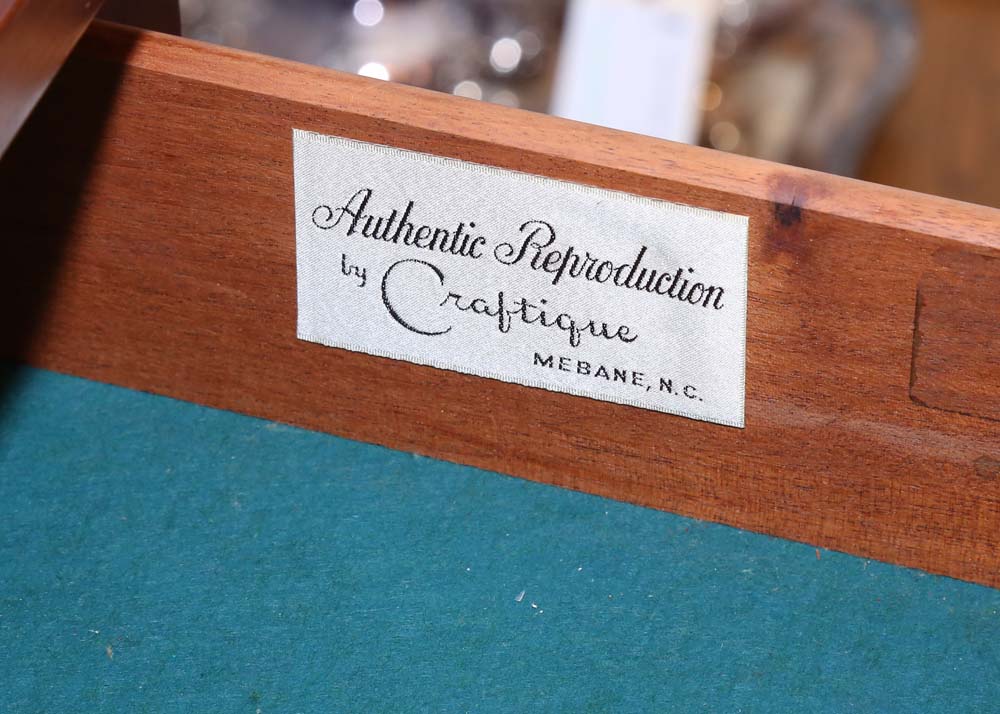 Authentic Reproduction
by Craftique
MEBANE, N.C.